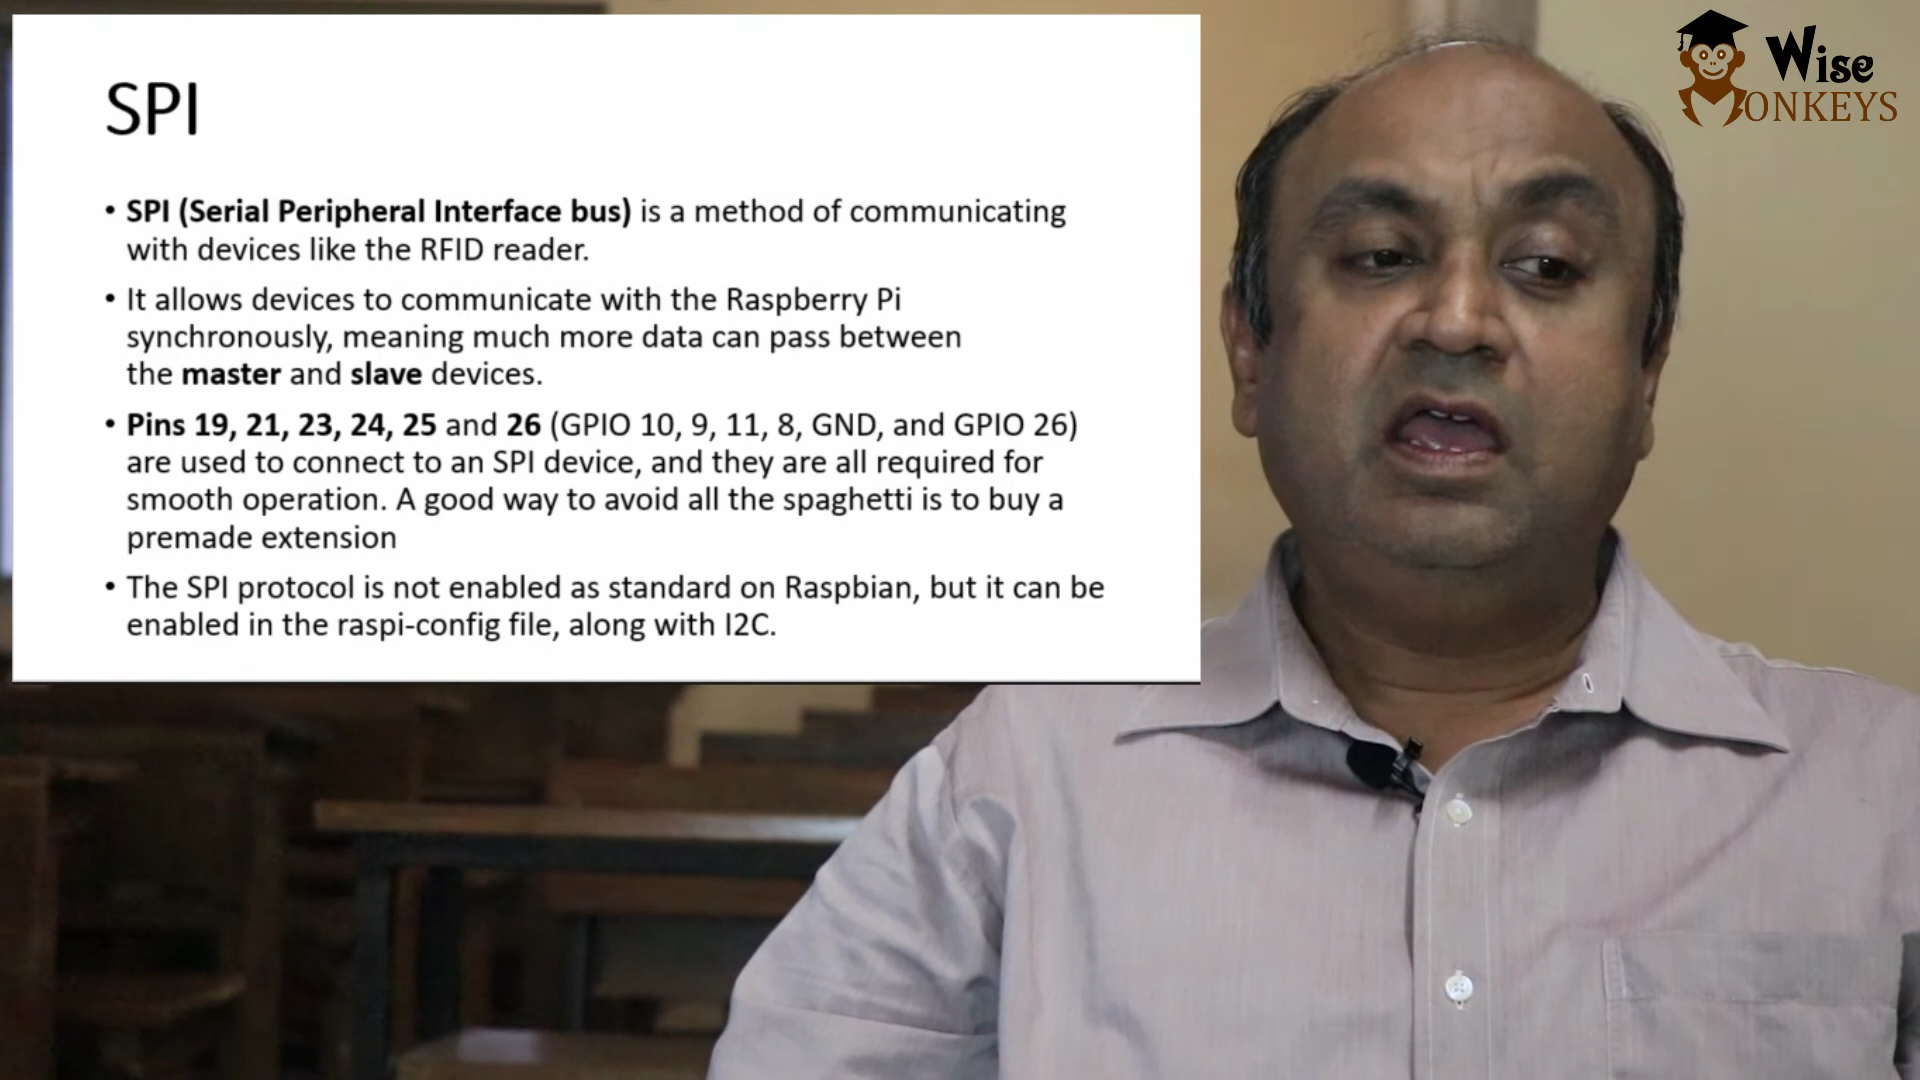 SPI
• SPI (Serial Peripheral Interface bus) is a method of communicating
with devices like the RFID reader.
• It allows devices to communicate with the Raspberry Pi
synchronously, meaning much more data can pass between
the master and slave devices.
• Pins 19, 21, 23, 24, 25 and 26 (GPIO 10, 9, 11, 8, GND, and GPIO 26)
are used to connect to an SPI device, and they are all required for
smooth operation. A good way to avoid all the spaghetti is to buy a
premade extension
• The SPI protocol is not enabled as standard on Raspbian, but it can be
enabled in the raspi-config file, along with I2C.
Wise
MONKEYS